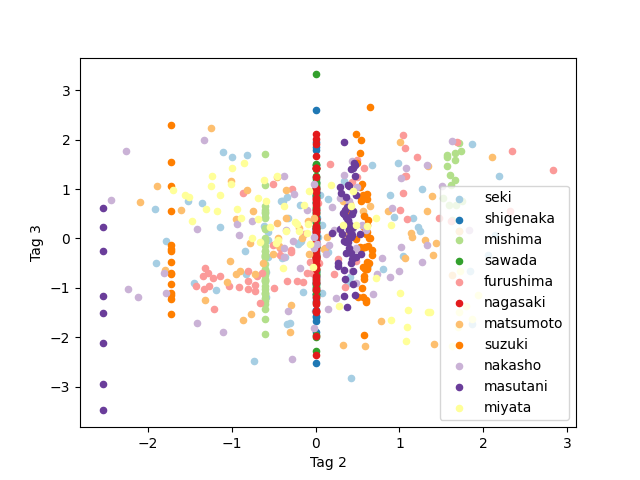 3
2
1
0
−1
−2
−3
Tag 3
−2 −1 0 1 2 3
Tag 2
seki
shigenaka
mishima
sawada
furushima
nagasaki
matsumoto
suzuki
nakasho
masutani
miyata